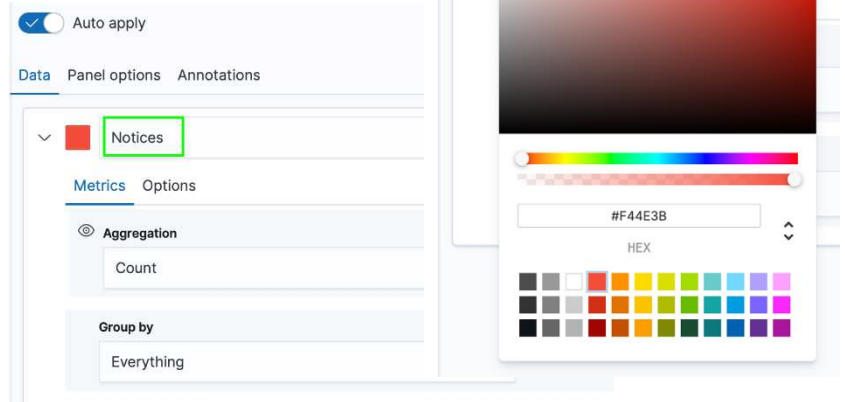 Auto apply
Data Panel options Annotations
Notices
Metrics Options
Aggregation
Count
Group by
Everything
#F44E3B
HEX